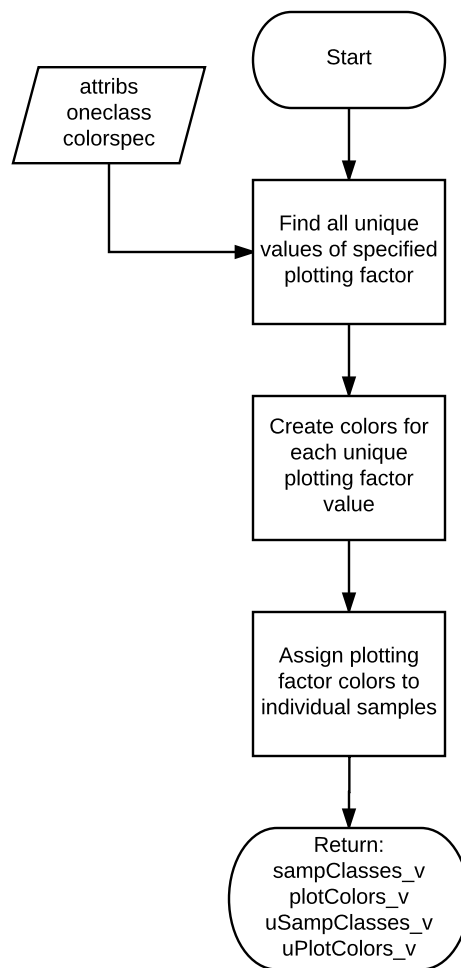 Start
attribs
oneclass
colorspec
Find all unique
values of specified
plotting factor
Create colors for
each unique
plotting factor
value
Assign plotting
factor colors to
individual samples
Return:
sampClasses_v
plotColors_v
uSampClasses_v
uPlotColors_v